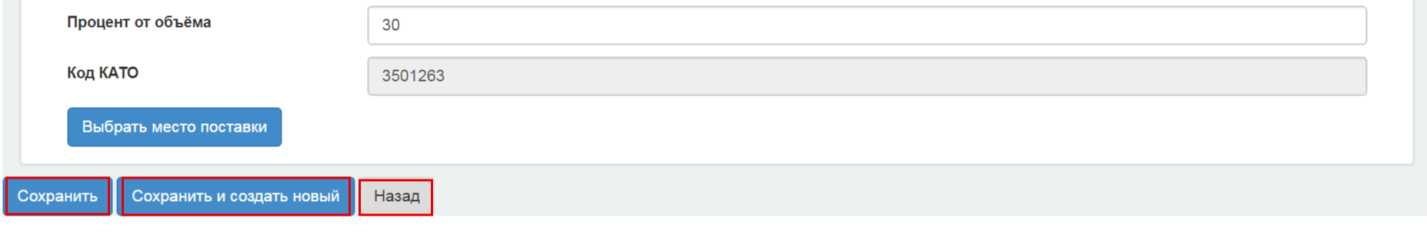 Процент от объёма 30
Код КАТО 3501263
Выбрать место поставки
Сохранить Сохранить и создать новый Назад